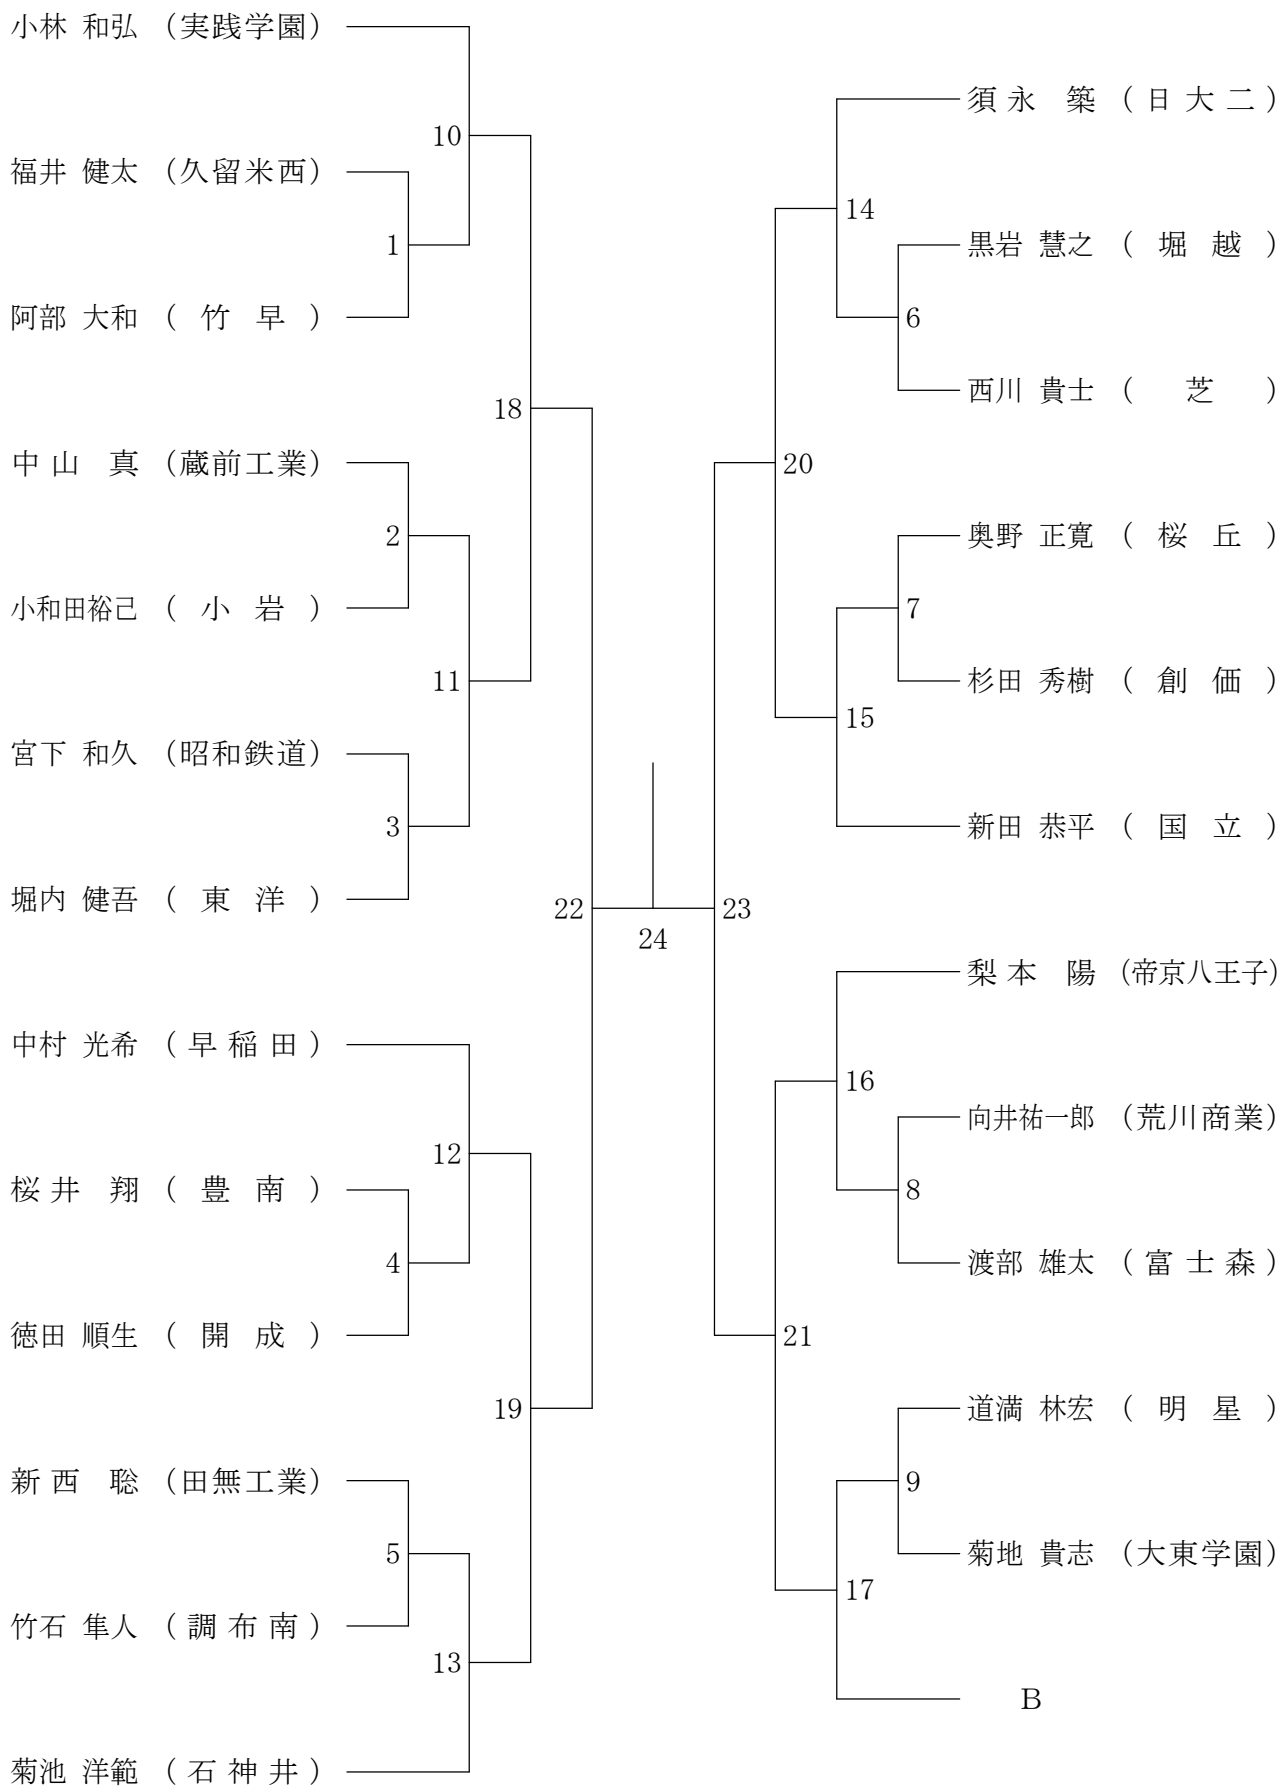 小林 和弘 （実践学園）
10
福井 健太 （久留米西）
1
阿部 大和 （ 竹 早 ）
18
中 山 真 （蔵前工業）
2
小和田裕己 （ 小 岩 ）
11
宮下 和久 （昭和鉄道）
3
堀内 健吾 （ 東 洋 ）
22
中村 光希 （ 早 稲 田 ）
12
桜 井 翔 （ 豊 南 ）
4
徳田 順生 （ 開 成 ）
19
新 西 聡 （田無工業）
5
竹石 隼人 （ 調 布 南 ）
13
菊池 洋範 （ 石 神 井 ）
24
須 永 築 （ 日 大 二 ）
14
黒岩 慧之 （ 堀 越 ）
6
西川 貴士 （ 芝 ）
20
奥野 正寛 （ 桜 丘 ）
7
杉田 秀樹 （ 創 価 ）
15
新田 恭平 （ 国 立 ）
23
梨 本 陽 （帝京八王子）
16
向井祐一郎 （荒川商業）
8
渡部 雄太 （ 富 士 森 ）
21
道満 林宏 （ 明 星 ）
9
菊地 貴志 （大東学園）
17
B